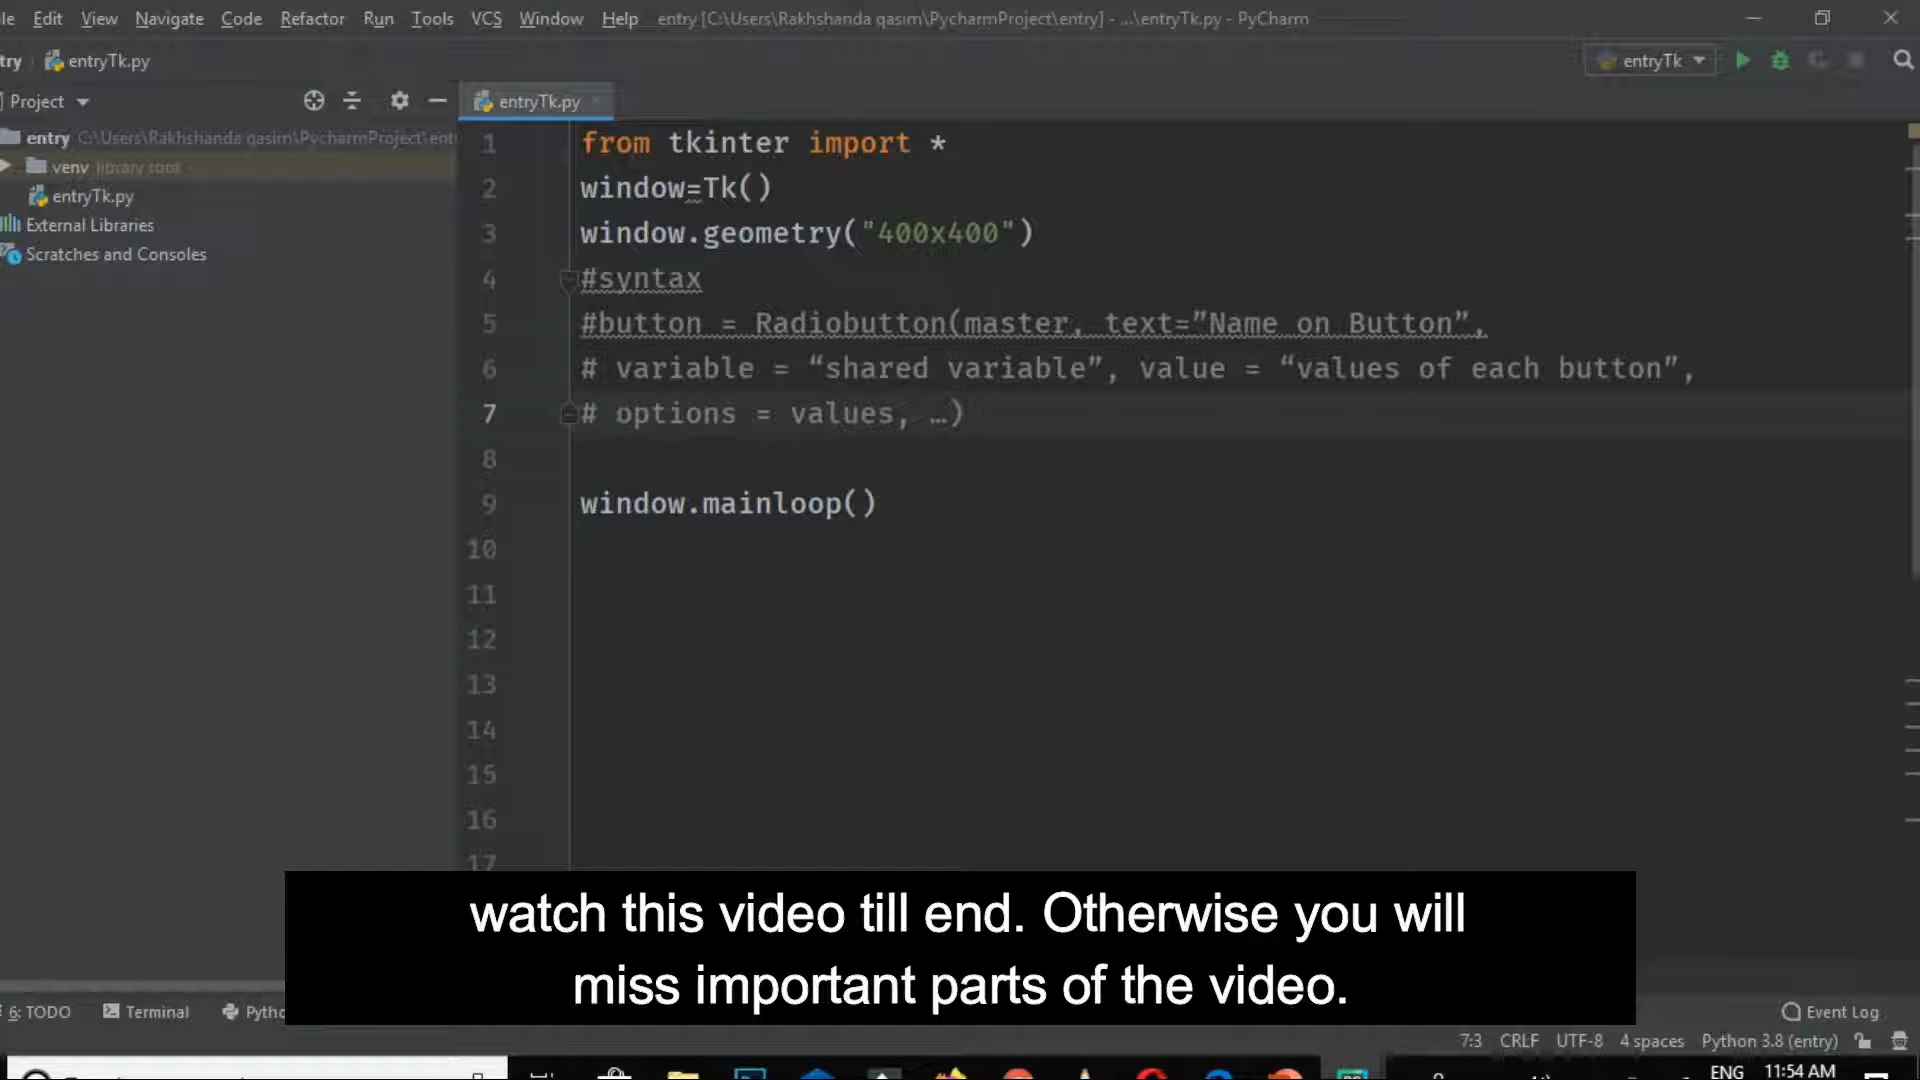 le Edit View Navigate Code Refactor Run Tools VCS Window Help entry [C:\Users\Rakhshanda qasim\PycharmProject\entry] - ...\entryTk.py - PyCharm
try entryTk.py entryTk
Project entryTk.py
entry C:\Users\Rakhshanda qasim\PycharmProject\ent
venv library root
entryTk.py
External Libraries
Scratches and Consoles
1 from tkinter import *
2 window=Tk()
3 window.geometry("400x400")
4 #syntax
5 #button = Radiobutton(master, text=”Name on Button”,
6 # variable = “shared variable”, value = “values of each button”,
7 # options = values, …)
8
9 window.mainloop()
10
11
12
13
14
15
16
17
watch this video till end. Otherwise you will
miss important parts of the video.
6: TODO Terminal Pytho Event Log
7:3 CRLF UTF-8 4 spaces Python 3.8 (entry)
ENG 11:54 AM